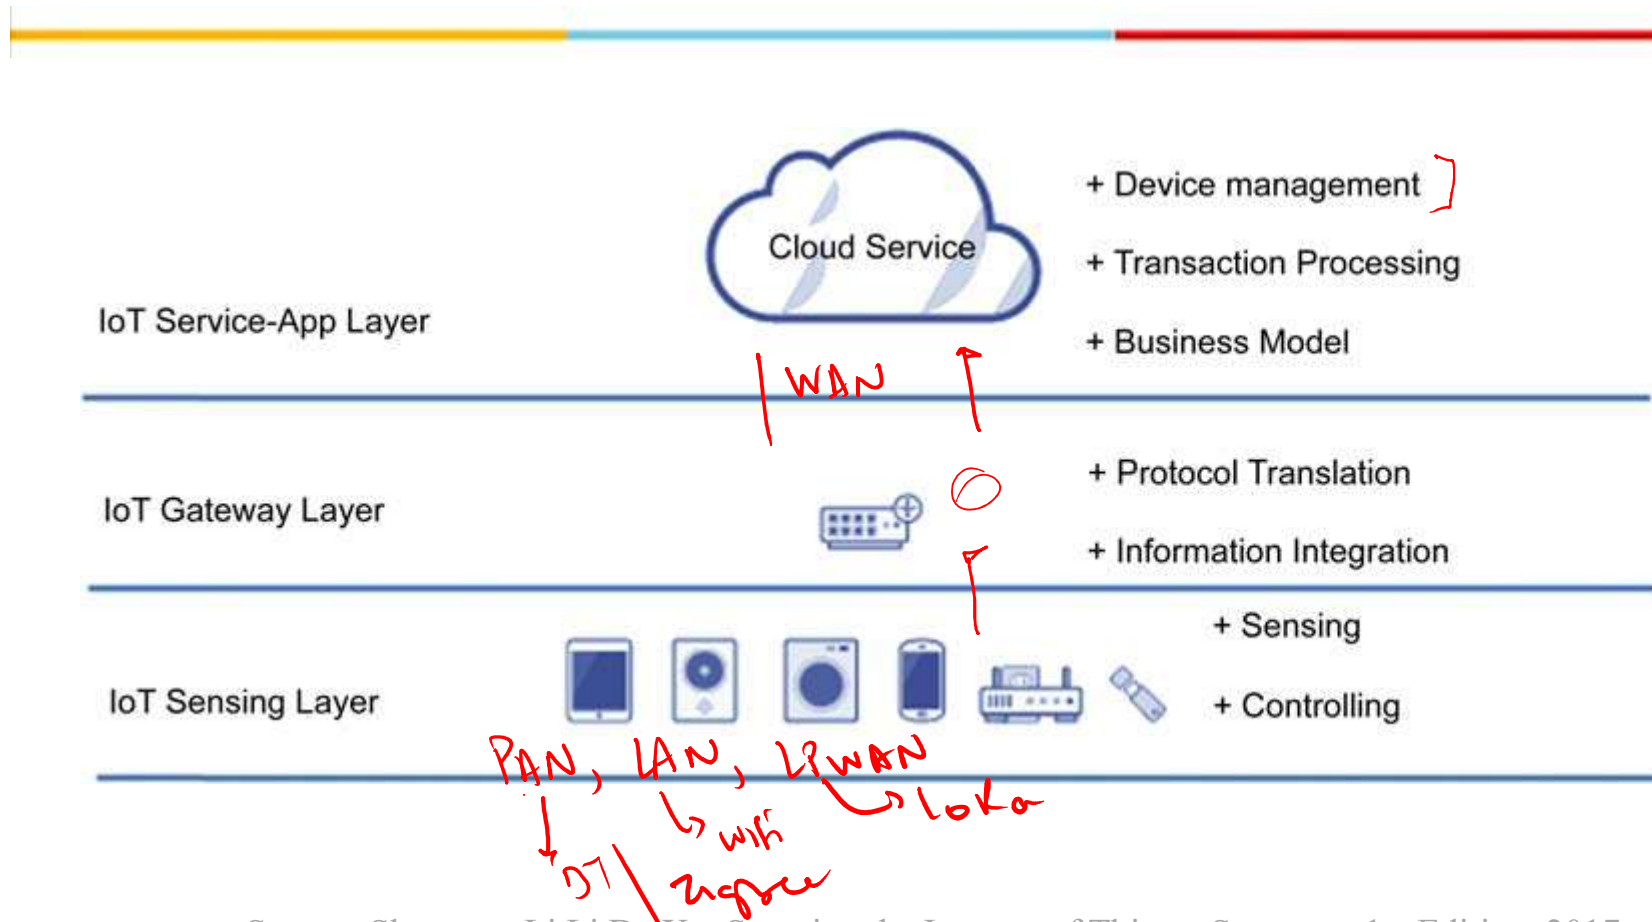 + Device management
Cloud Service
+ Transaction Processing
IoT Service-App Layer
+ Business Model
WAN
+ Protocol Translation
IoT Gateway Layer
+ Information Integration
+ Sensing
IoT Sensing Layer
+ Controlling
PAN, LAN, LPWAN
LoRa
wifi
Zigbee